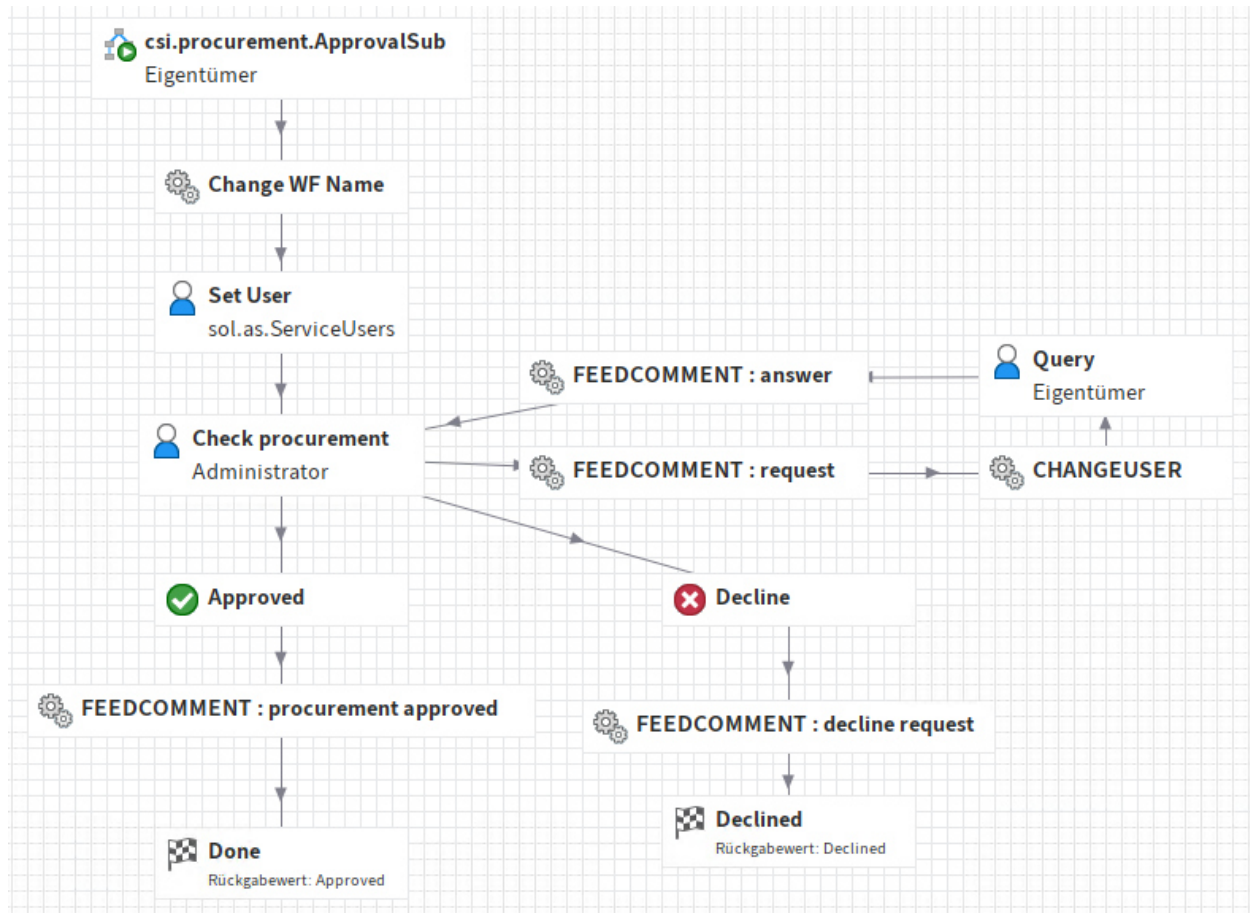 csi.procurement.ApprovalSub
Eigentümer
Change WF Name
Set User
sol.as.ServiceUsers
FEEDCOMMENT : answer
Query
Eigentümer
Check procurement
Administrator
FEEDCOMMENT : request
CHANGEUSER
Approved
Decline
FEEDCOMMENT : procurement approved
FEEDCOMMENT : decline request
Declined
Rückgabewert: Declined
Done
Rückgabewert: Approved